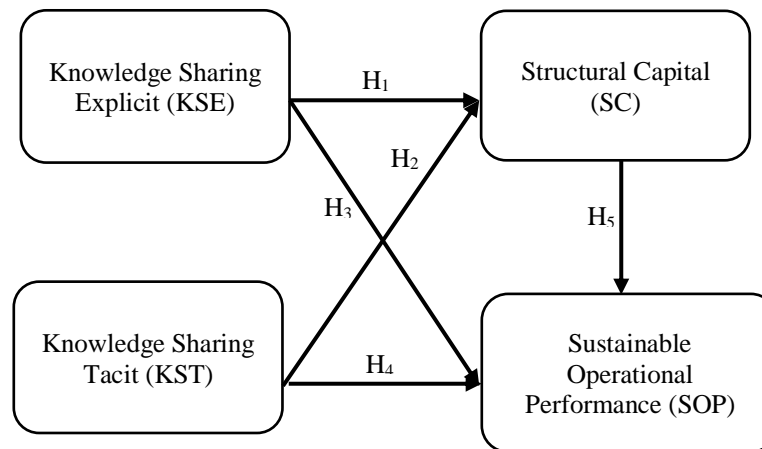 Knowledge Sharing
Explicit (KSE)
H₁
Structural Capital
(SC)
H₂
H₃
H₅
Knowledge Sharing
Tacit (KST)
H₄
Sustainable
Operational
Performance (SOP)